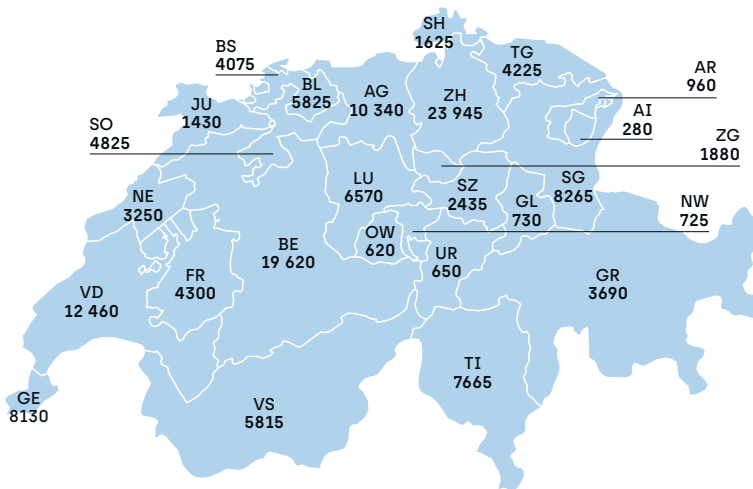 SH
1625
BS
4075
TG
4225
BL
5825
AG
10 340
ZH
23 945
AR
960
JU
1430
AI
280
SO
4825
ZG
1880
LU
6570
SZ
2435
GL
730
SG
8265
NE
3250
NW
725
OW
620
BE
19 620
UR
650
FR
4300
GR
3690
VD
12 460
TI
7665
GE
8130
VS
5815